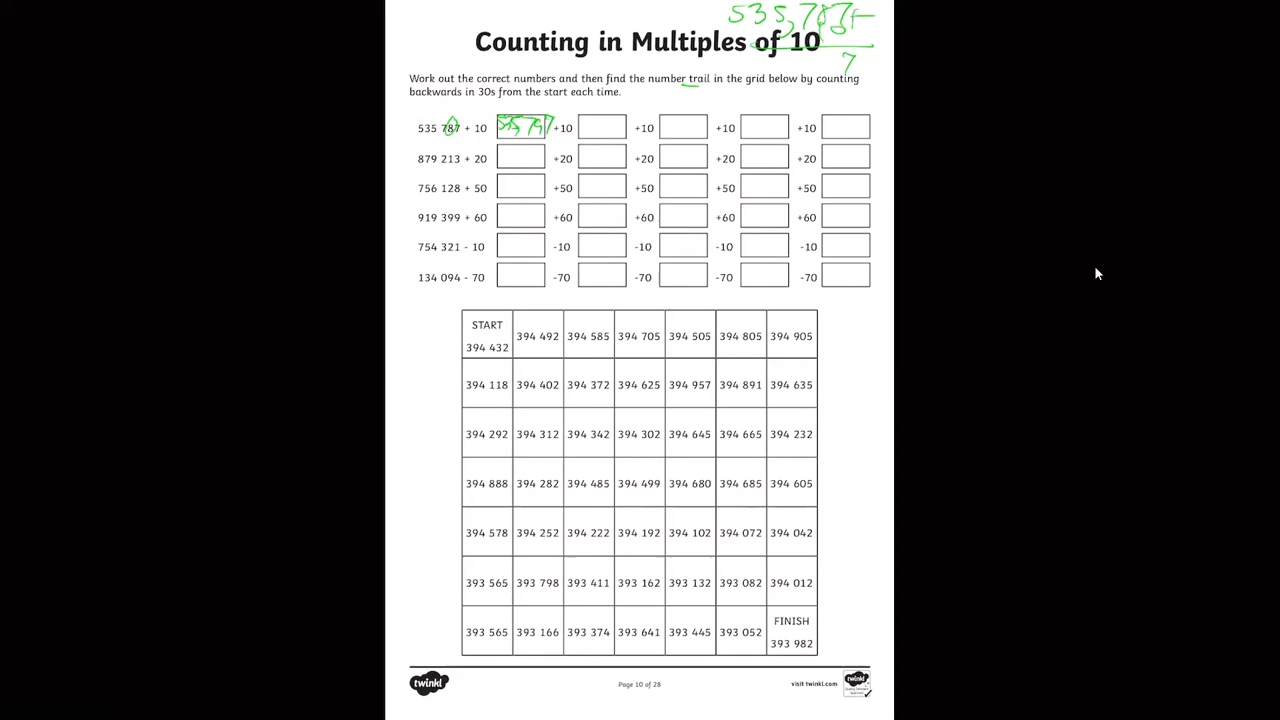 535,787+
Counting in Multiples of 10
10
7
Work out the correct numbers and then find the number trail in the grid below by counting
backwards in 30s from the start each time.
535 787 + 10 535,797 +10 +10 +10 +10
879 213 + 20 +20 +20 +20 +20
756 128 + 50 +50 +50 +50 +50
919 399 + 60 +60 +60 +60 +60
754 321 - 10 -10 -10 -10 -10
134 094 - 70 -70 -70 -70 -70
START
394 432 394 492 394 585 394 705 394 505 394 805 394 905
394 118 394 402 394 372 394 625 394 957 394 891 394 635
394 292 394 312 394 342 394 302 394 645 394 665 394 232
394 888 394 282 394 485 394 499 394 680 394 685 394 605
394 578 394 252 394 222 394 192 394 102 394 072 394 042
393 565 393 798 393 411 393 162 393 132 393 082 394 012
393 565 393 166 393 374 393 641 393 445 393 052 FINISH
393 982
twinkl
Page 10 of 28
visit twinkl.com